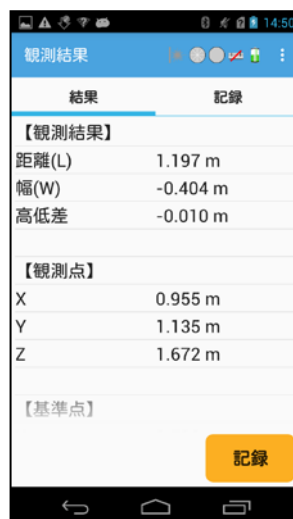 14:50
観測結果
結果 記録
【観測結果】
距離(L) 1.197 m
幅(W) -0.404 m
高低差 -0.010 m
【観測点】
X 0.955 m
Y 1.135 m
Z 1.672 m
【基準点】
記録